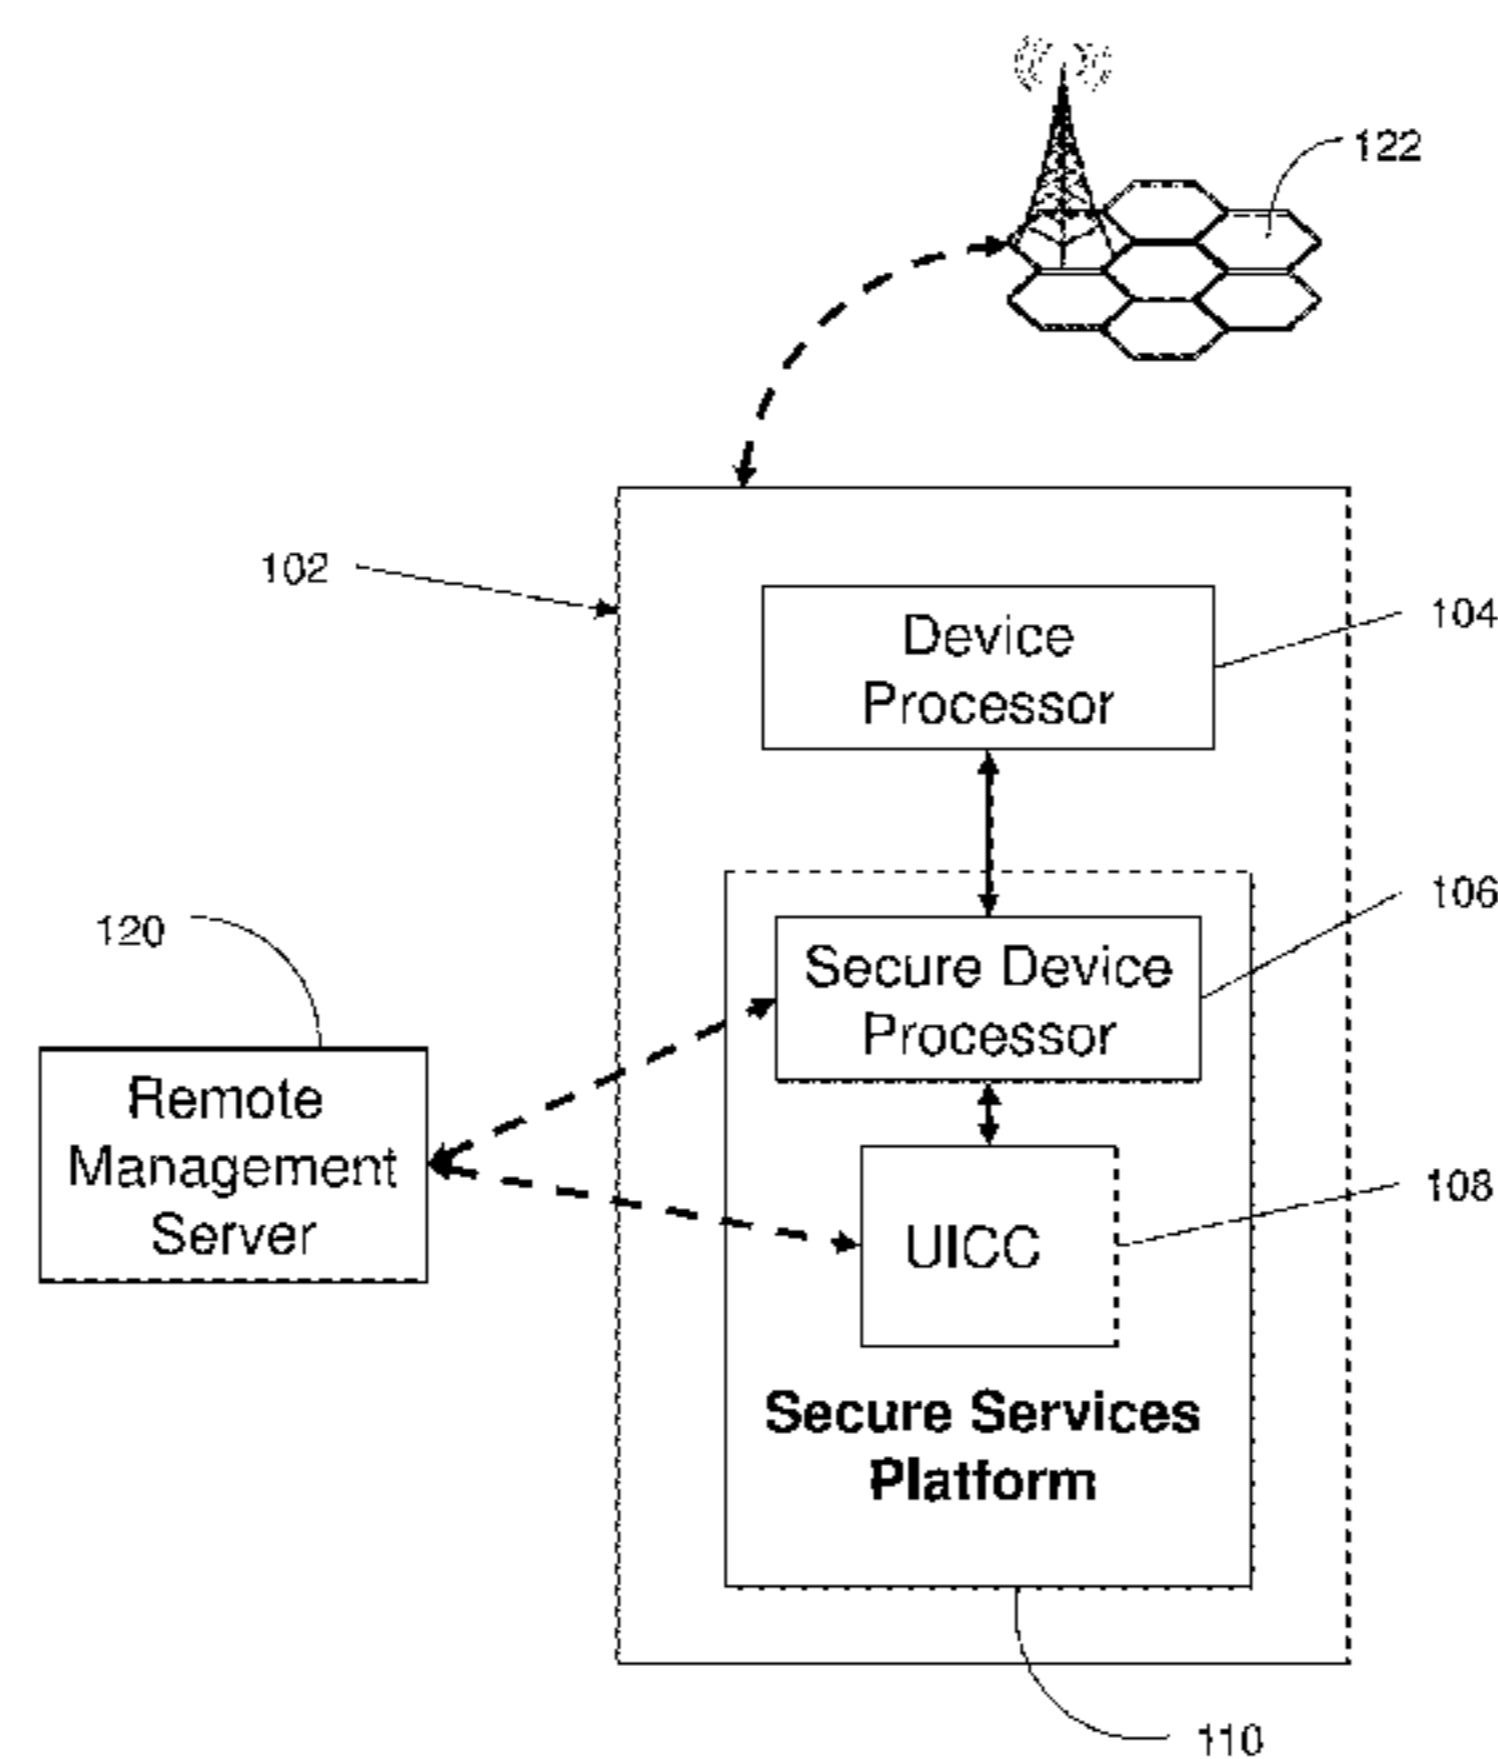 122
102
Device
Processor
104
Secure Device
Processor
106
120
Remote
Management
Server
UICC
108
Secure Services
Platform
110